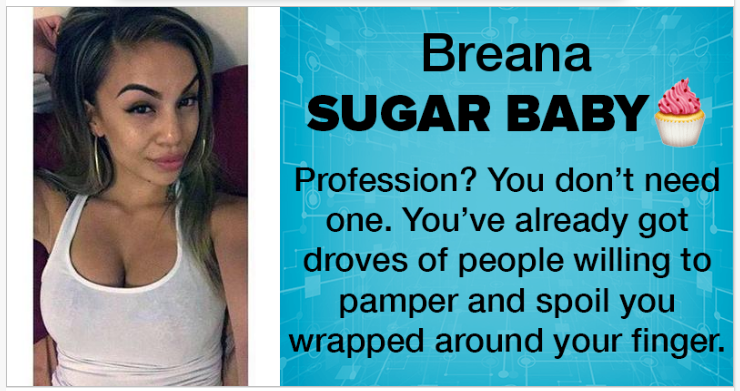 Breana
SUGAR BABY🧁
Profession? You don't need
one. You've already got
droves of people willing to
pamper and spoil you
wrapped around your finger.